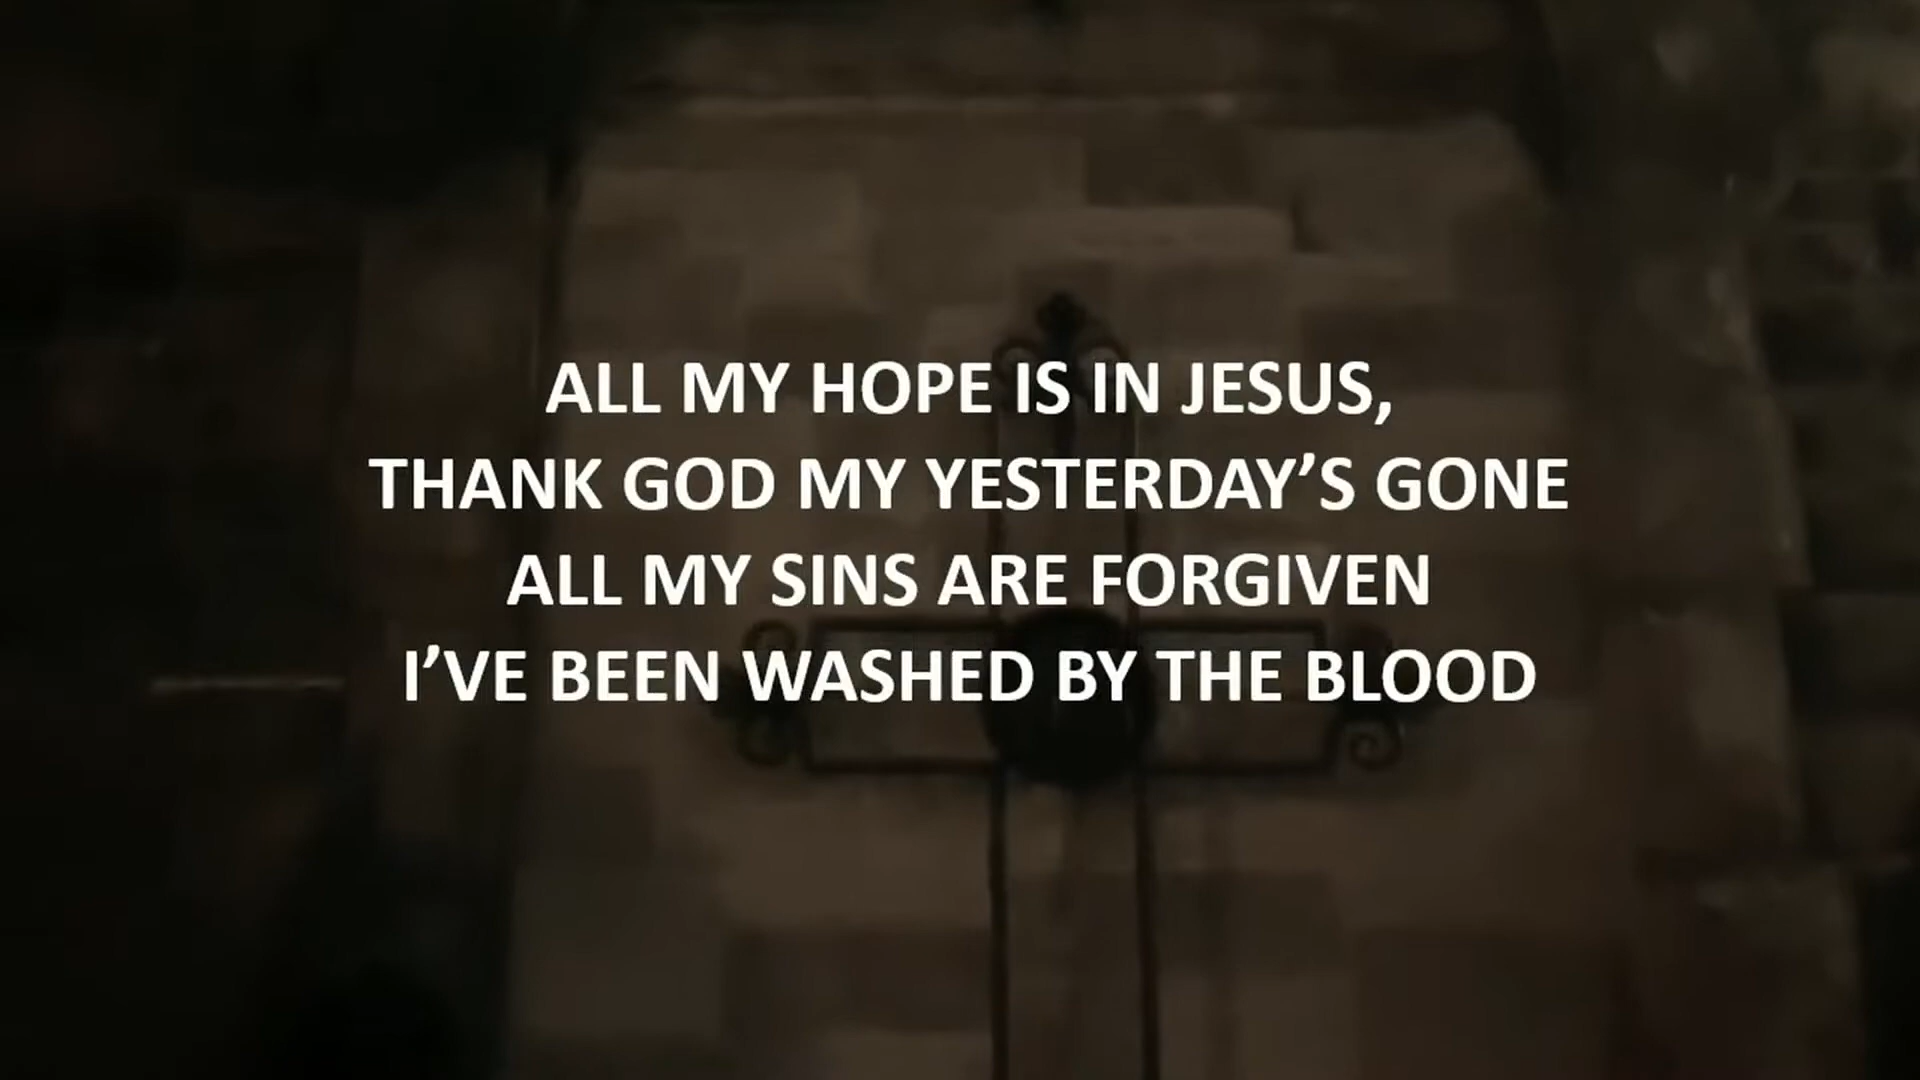 ALL MY HOPE IS IN JESUS,
THANK GOD MY YESTERDAY’S GONE
ALL MY SINS ARE FORGIVEN
I’VE BEEN WASHED BY THE BLOOD